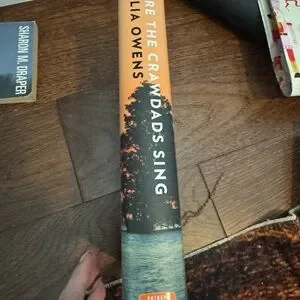 SHARON M. DRAPER
RE THE CRAWDADS SING
LIA OWENS